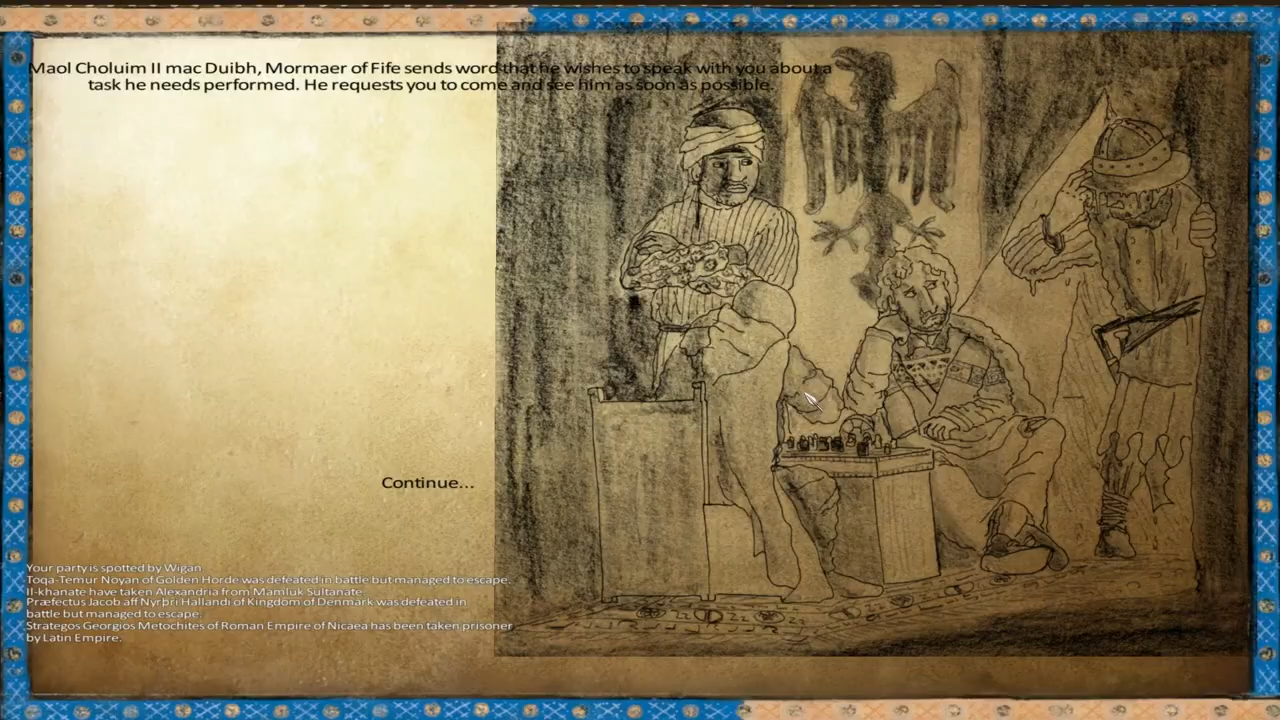 Maol Choluim II mac Duibh, Mormaer of Fife sends word that he wishes to speak with you about a
task he needs performed. He requests you to come and see him as soon as possible.
Continue...
Your party is spotted by Wigan.
Toqa-Temur Noyan of Golden Horde was defeated in battle but managed to escape.
Il-khanate have taken Alexandria from Mamluk Sultanate.
Præfectus Jacob aff Nyrþri Hallandi of Kingdom of Denmark was defeated in
battle but managed to escape.
Strategos Georgios Metochites of Roman Empire of Nicaea has been taken prisoner
by Latin Empire.